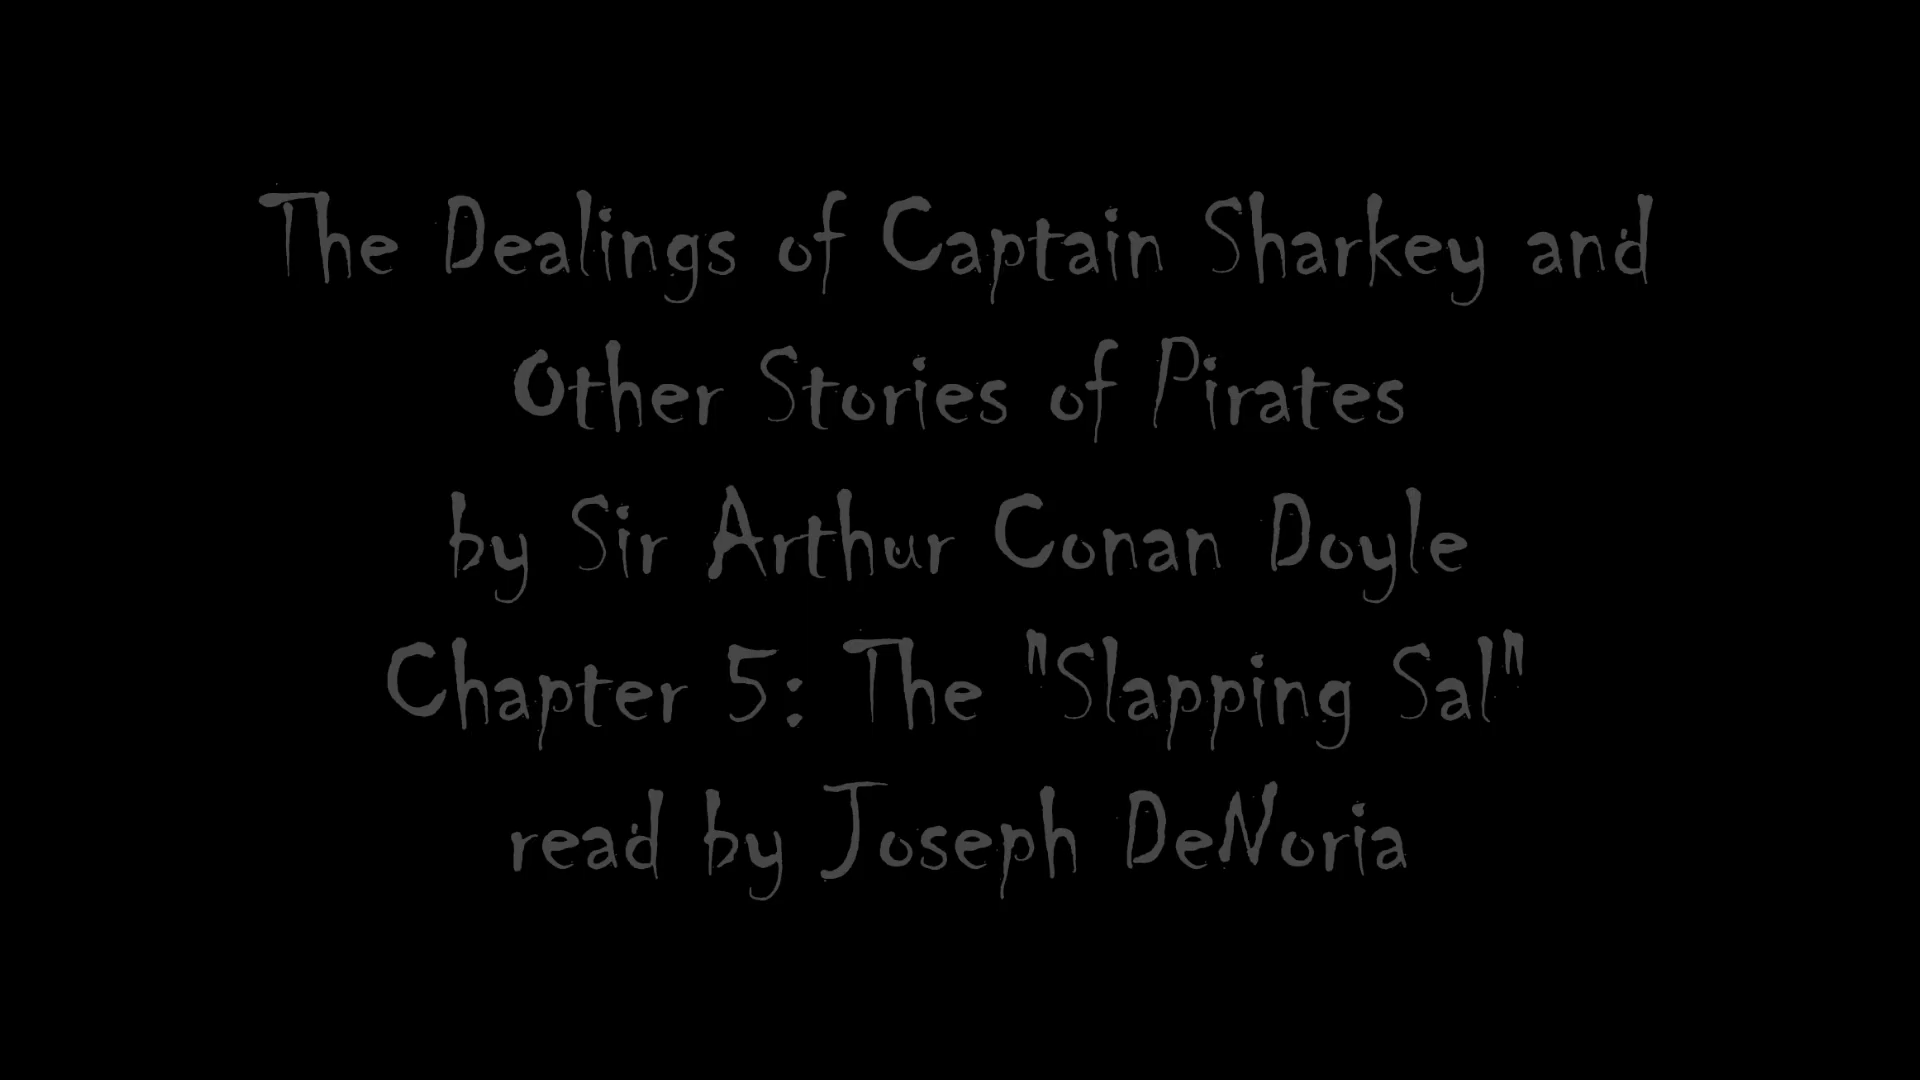 The Dealings of Captain Sharkey and
Other Stories of Pirates
by Sir Arthur Conan Doyle
Chapter 5: The "Slapping Sal"
read by Joseph DeNoria